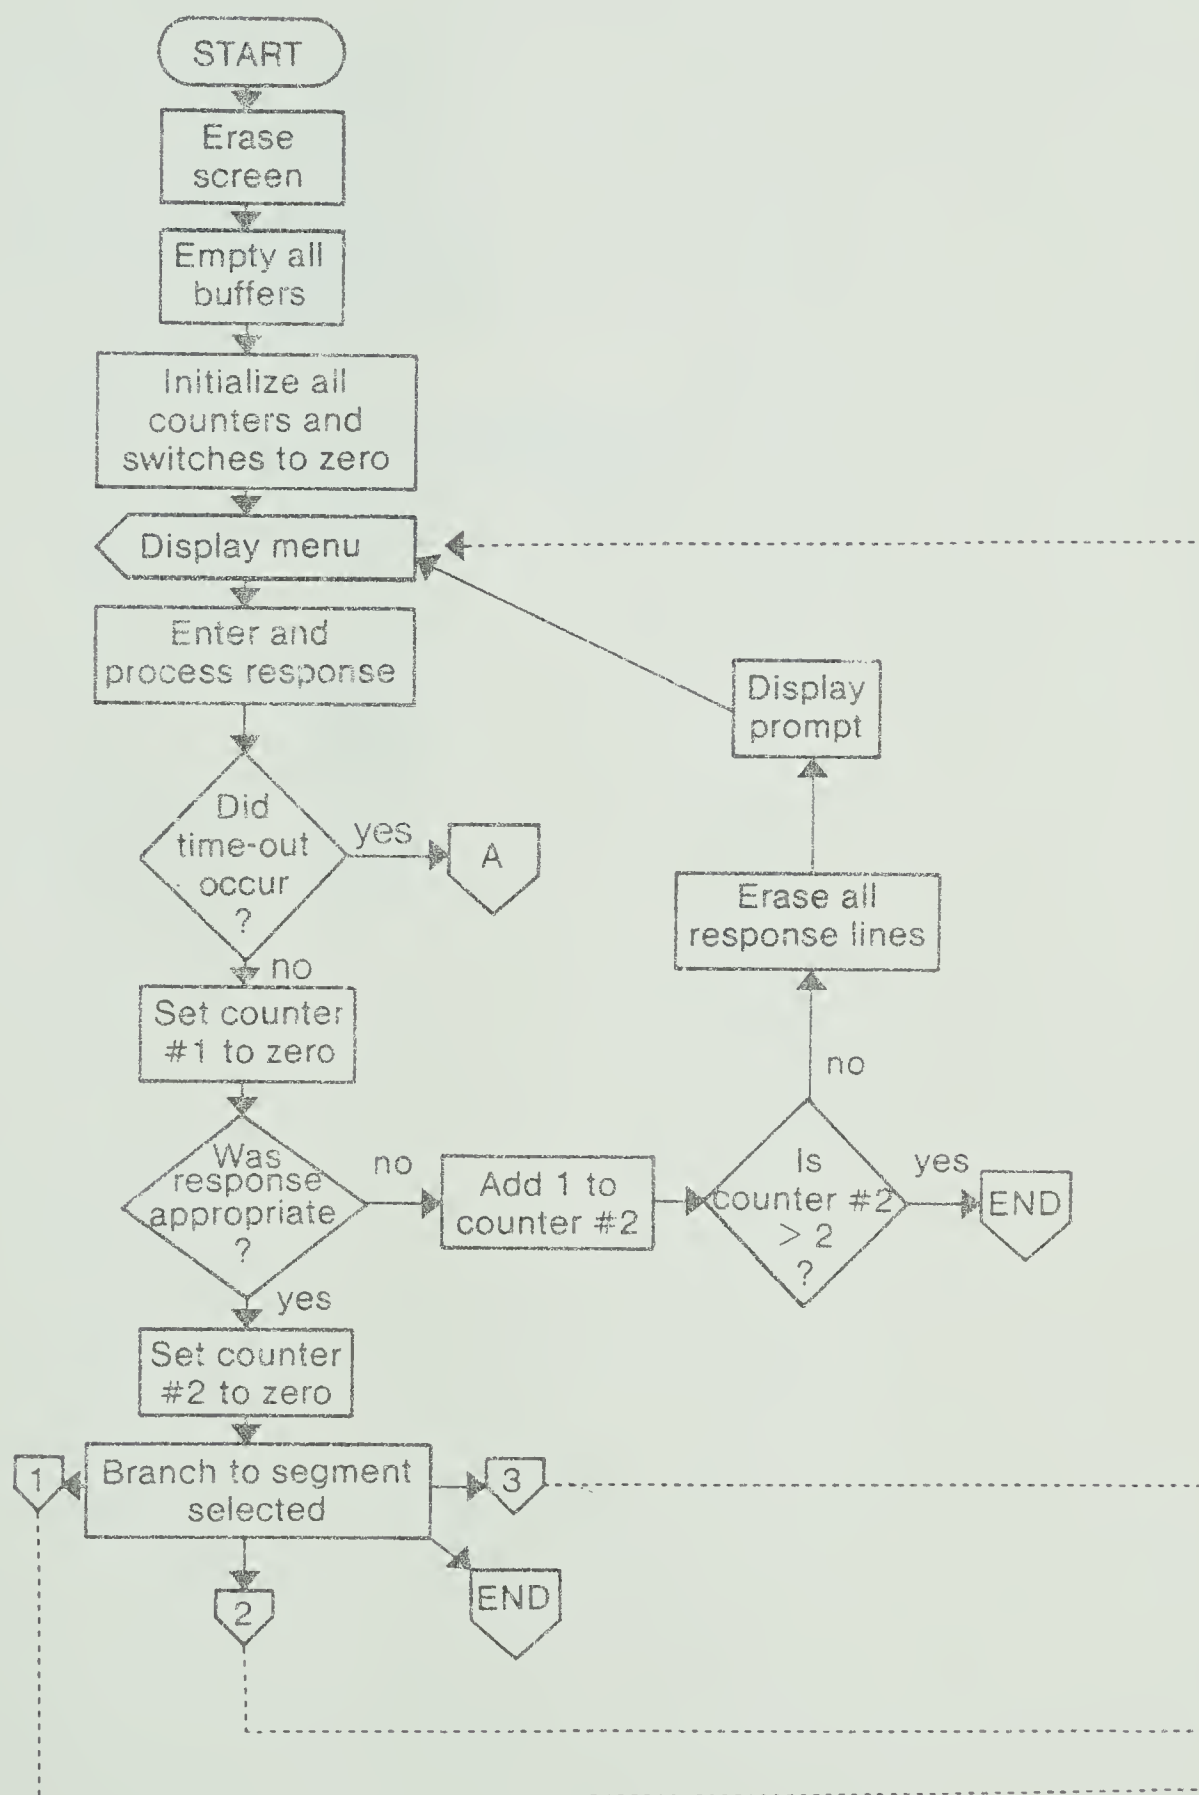 START
Erase
screen
Empty all
buffers
Initialize all
counters and
switches to zero
Display menu
Enter and
process response
Display
prompt
Did
time-out
occur
?
yes
A
Erase all
response lines
no
Set counter
#1 to zero
no
Was
response
appropriate
?
no
Add 1 to
counter #2
Is
counter #2
> 2
?
yes
END
yes
Set counter
#2 to zero
1
Branch to segment
selected
3
2
END